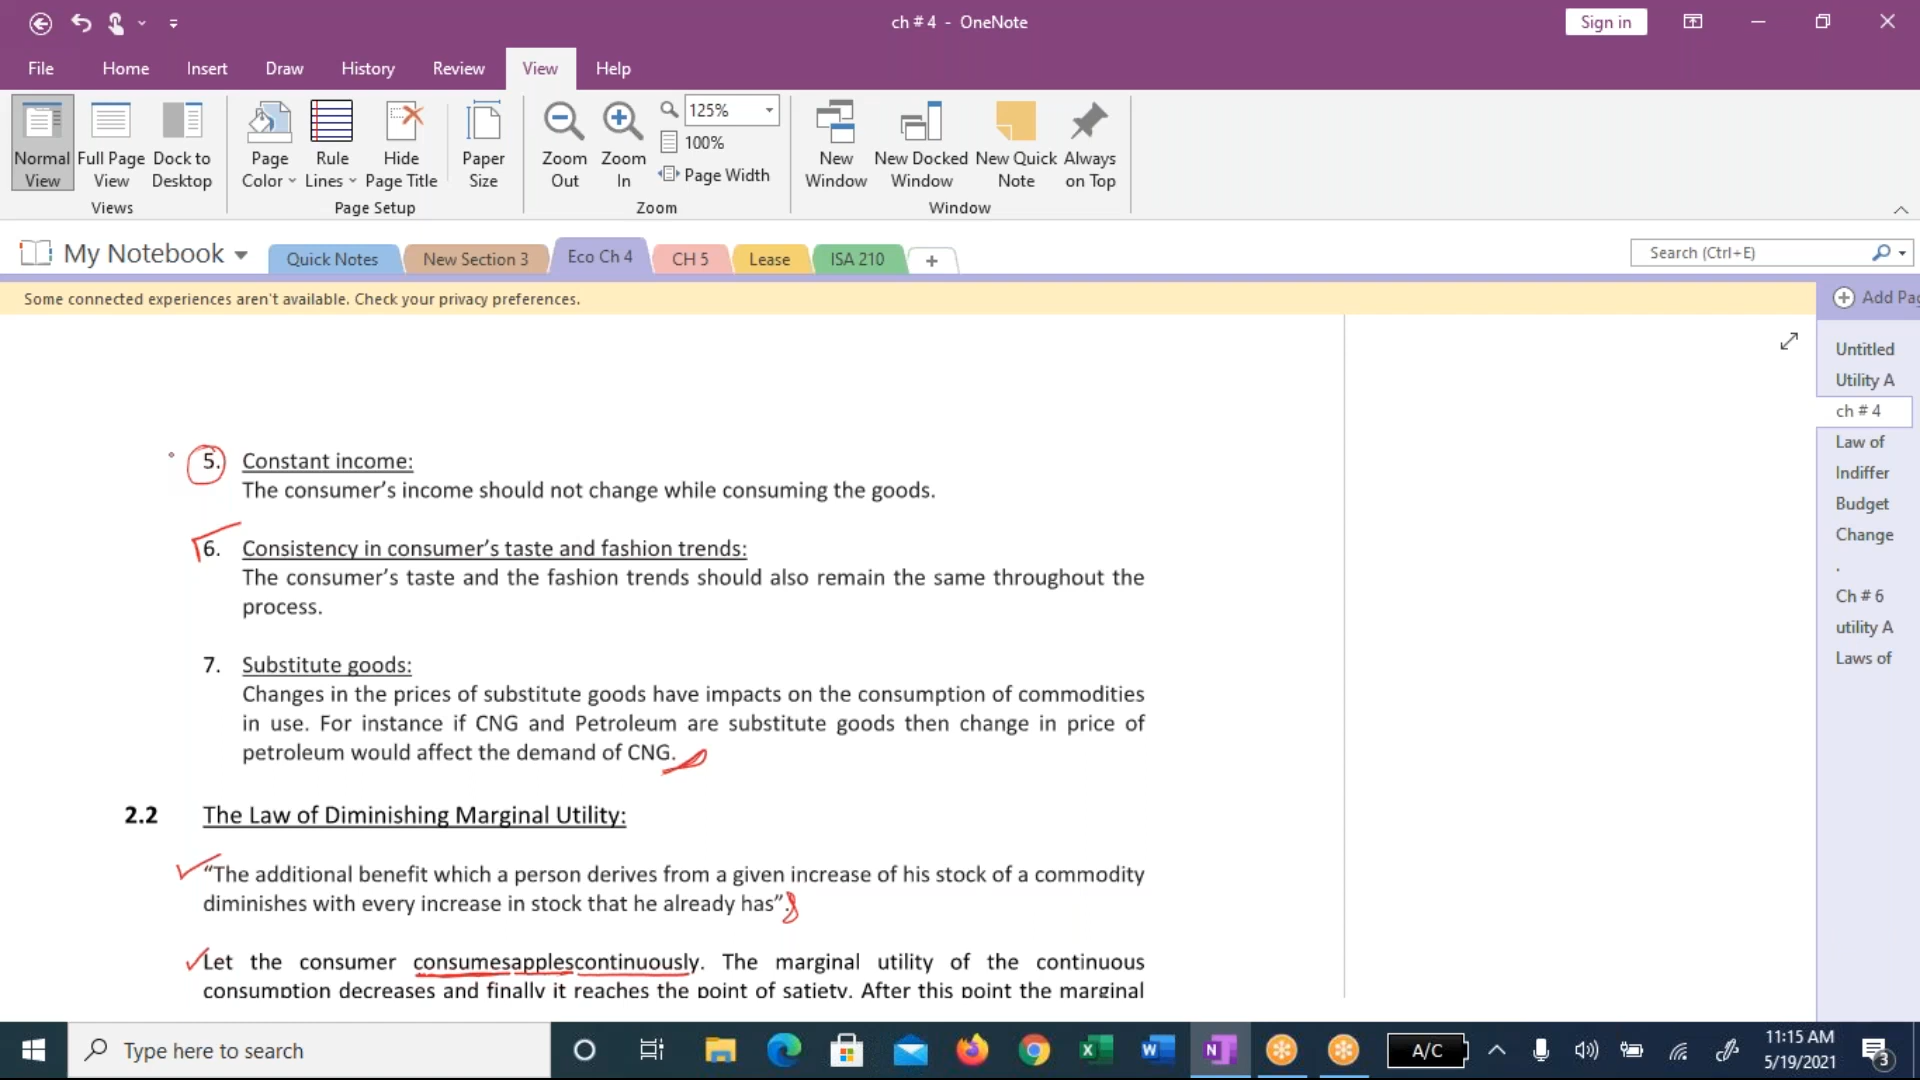 ch # 4 - OneNote
Sign in
File Home Insert Draw History Review View Help
Normal View
Full Page View
Dock to Desktop
Page Color
Rule Lines
Hide Page Title
Paper Size
Zoom Out
Zoom In
125%
100%
Page Width
New Window
New Docked Window
New Quick Note
Always on Top
Views Page Setup Zoom Window
My Notebook Quick Notes New Section 3 Eco Ch 4 CH 5 Lease ISA 210 + Search (Ctrl+E)
Some connected experiences aren't available. Check your privacy preferences.
Add Pag
Untitled
Utility A
ch # 4
Law of
Indiffer
Budget
Change
.
Ch # 6
utility A
Laws of
5. Constant income:
The consumer's income should not change while consuming the goods.
6. Consistency in consumer's taste and fashion trends:
The consumer's taste and the fashion trends should also remain the same throughout the
process.
7. Substitute goods:
Changes in the prices of substitute goods have impacts on the consumption of commodities
in use. For instance if CNG and Petroleum are substitute goods then change in price of
petroleum would affect the demand of CNG.
2.2 The Law of Diminishing Marginal Utility:
“The additional benefit which a person derives from a given increase of his stock of a commodity
diminishes with every increase in stock that he already has”.
Let the consumer consumesapplescontinuously. The marginal utility of the continuous
consumption decreases and finally it reaches the point of satiety. After this point the marginal
Type here to search
A/C
11:15 AM
5/19/2021
3